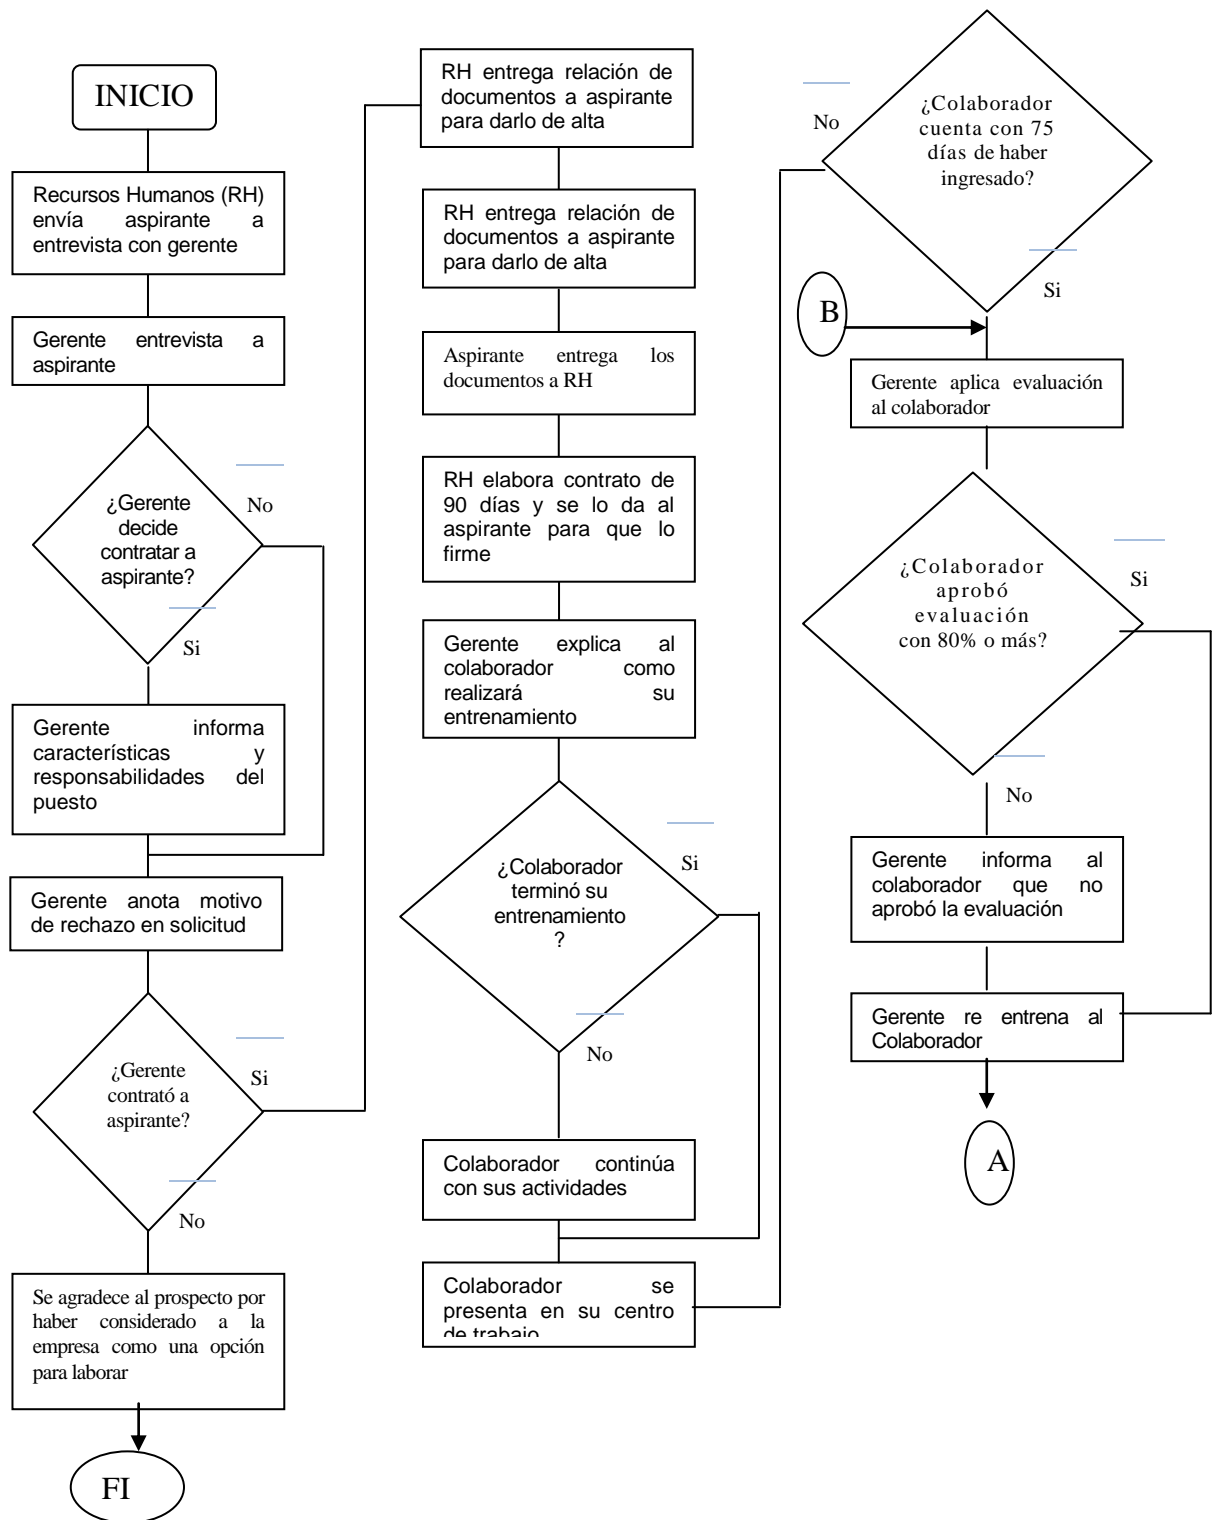 INICIO
Recursos Humanos (RH)
envía aspirante a
entrevista con gerente
Gerente entrevista a
aspirante
¿Gerente
decide
contratar a
aspirante?
No
Si
Gerente informa
características y
responsabilidades del
puesto
Gerente anota motivo
de rechazo en solicitud
¿Gerente
contrató a
aspirante?
Si
No
Se agradece al prospecto por
haber considerado a la
empresa como una opción
para laborar
FI
RH entrega relación de
documentos a aspirante
para darlo de alta
RH entrega relación de
documentos a aspirante
para darlo de alta
Aspirante entrega los
documentos a RH
RH elabora contrato de
90 días y se lo da al
aspirante para que lo
firme
Gerente explica al
colaborador como
realizará su
entrenamiento
¿Colaborador
terminó su
entrenamiento
?
Si
No
Colaborador continúa
con sus actividades
Colaborador se
presenta en su centro
de trabajo
¿Colaborador
cuenta con 75
días de haber
ingresado?
No
Si
B
Gerente aplica evaluación
al colaborador
¿Colaborador
aprobó
evaluación
con 80% o más?
Si
No
Gerente informa al
colaborador que no
aprobó la evaluación
Gerente re entrena al
Colaborador
A